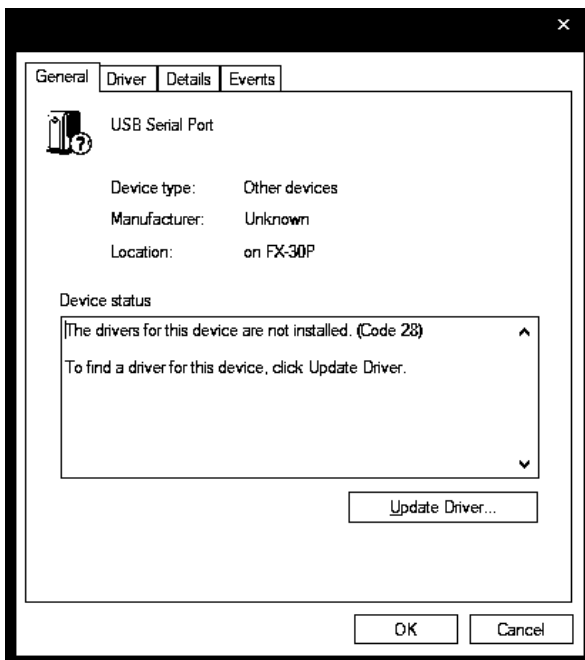 General Driver Details Events
USB Serial Port
Device type: Other devices
Manufacturer: Unknown
Location: on FX-30P
Device status
The drivers for this device are not installed. (Code 28)
To find a driver for this device, click Update Driver.
Update Driver...
OK Cancel